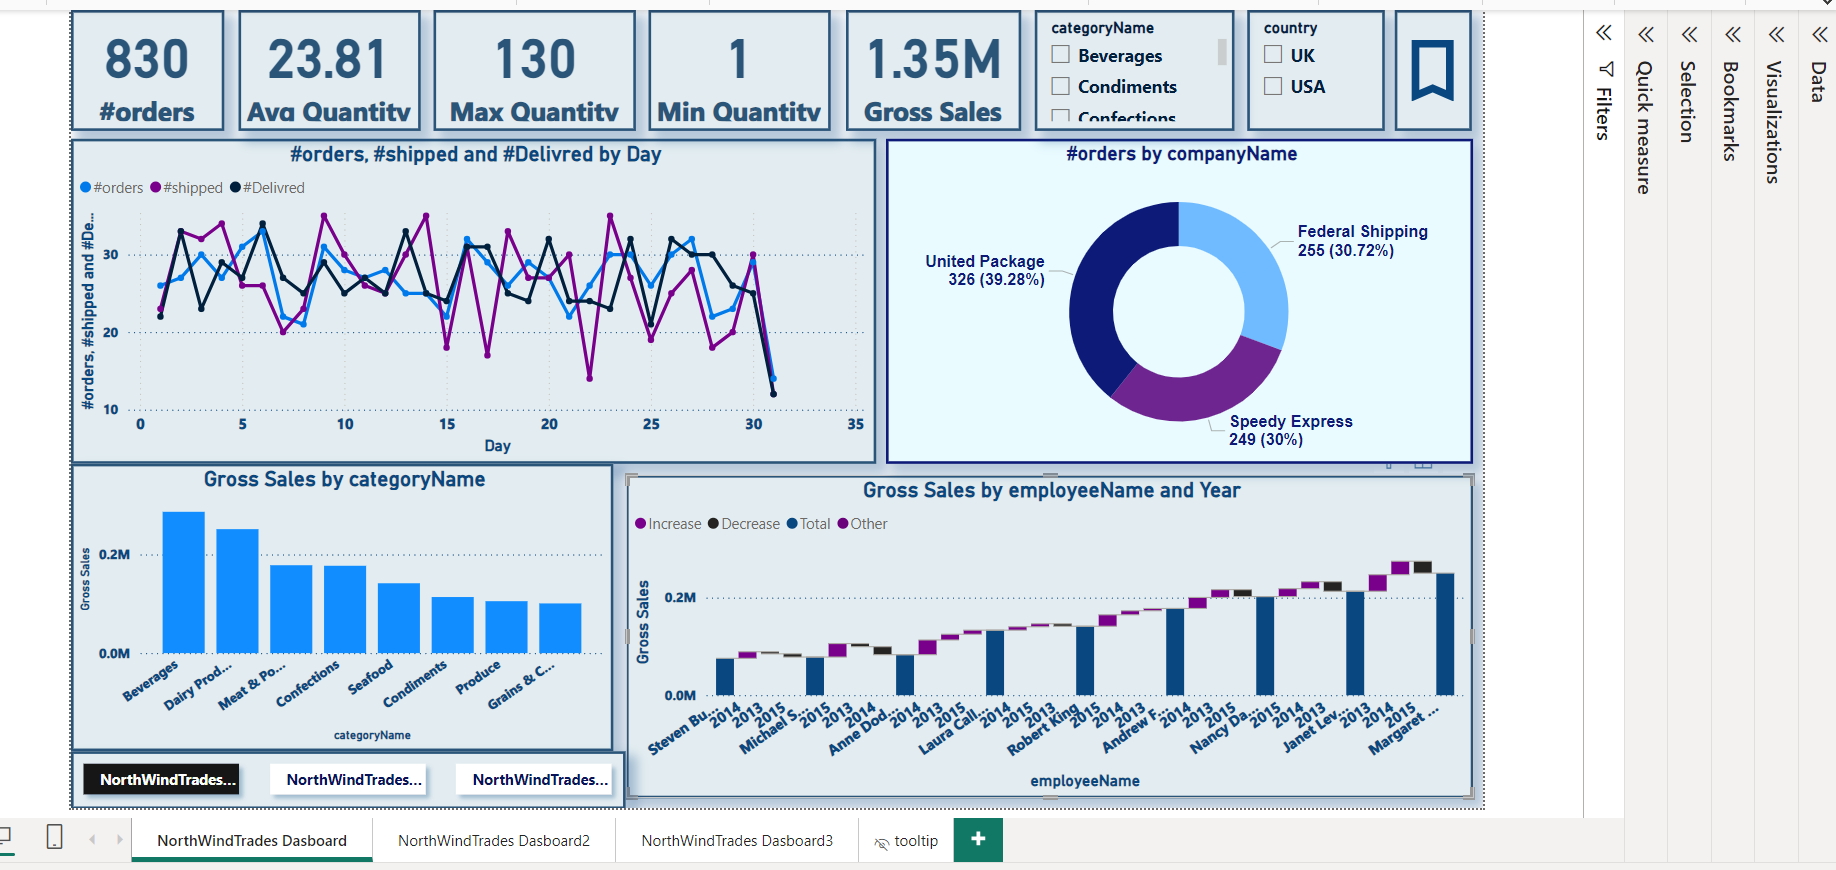 830
#orders
23.81
Avg Quantity
130
Max Quantity
1
Min Quantity
1.35M
Gross Sales
categoryName
Beverages
Condiments
Confections
country
UK
USA
Filters
Quick measure
Selection
Bookmarks
Visualizations
Data
#orders, #shipped and #Delivred by Day
#orders #shipped #Delivred
#orders, #shipped and #De...
30
20
10
0 5 10 15 20 25 30 35
Day
#orders by companyName
Federal Shipping
255 (30.72%)
United Package
326 (39.28%)
Speedy Express
249 (30%)
Gross Sales by categoryName
Gross Sales
0.2M
0.0M
Beverages
Dairy Prod...
Meat & Po...
Confections
Seafood
Condiments
Produce
Grains & C...
categoryName
Gross Sales by employeeName and Year
Increase Decrease Total Other
Gross Sales
0.2M
0.0M
Steven Bu...
2014
2013
2015
Michael S...
2015
2013
2014
Anne Dod...
2014
2013
2015
Laura Call...
2014
2015
2013
Robert King
2015
2014
2013
Andrew F...
2014
2013
2015
Nancy Da...
2015
2014
2013
Janet Lev...
2013
2014
2015
Margaret ...
employeeName
NorthWindTrades...
NorthWindTrades...
NorthWindTrades...
NorthWindTrades Dasboard
NorthWindTrades Dasboard2
NorthWindTrades Dasboard3
tooltip
+